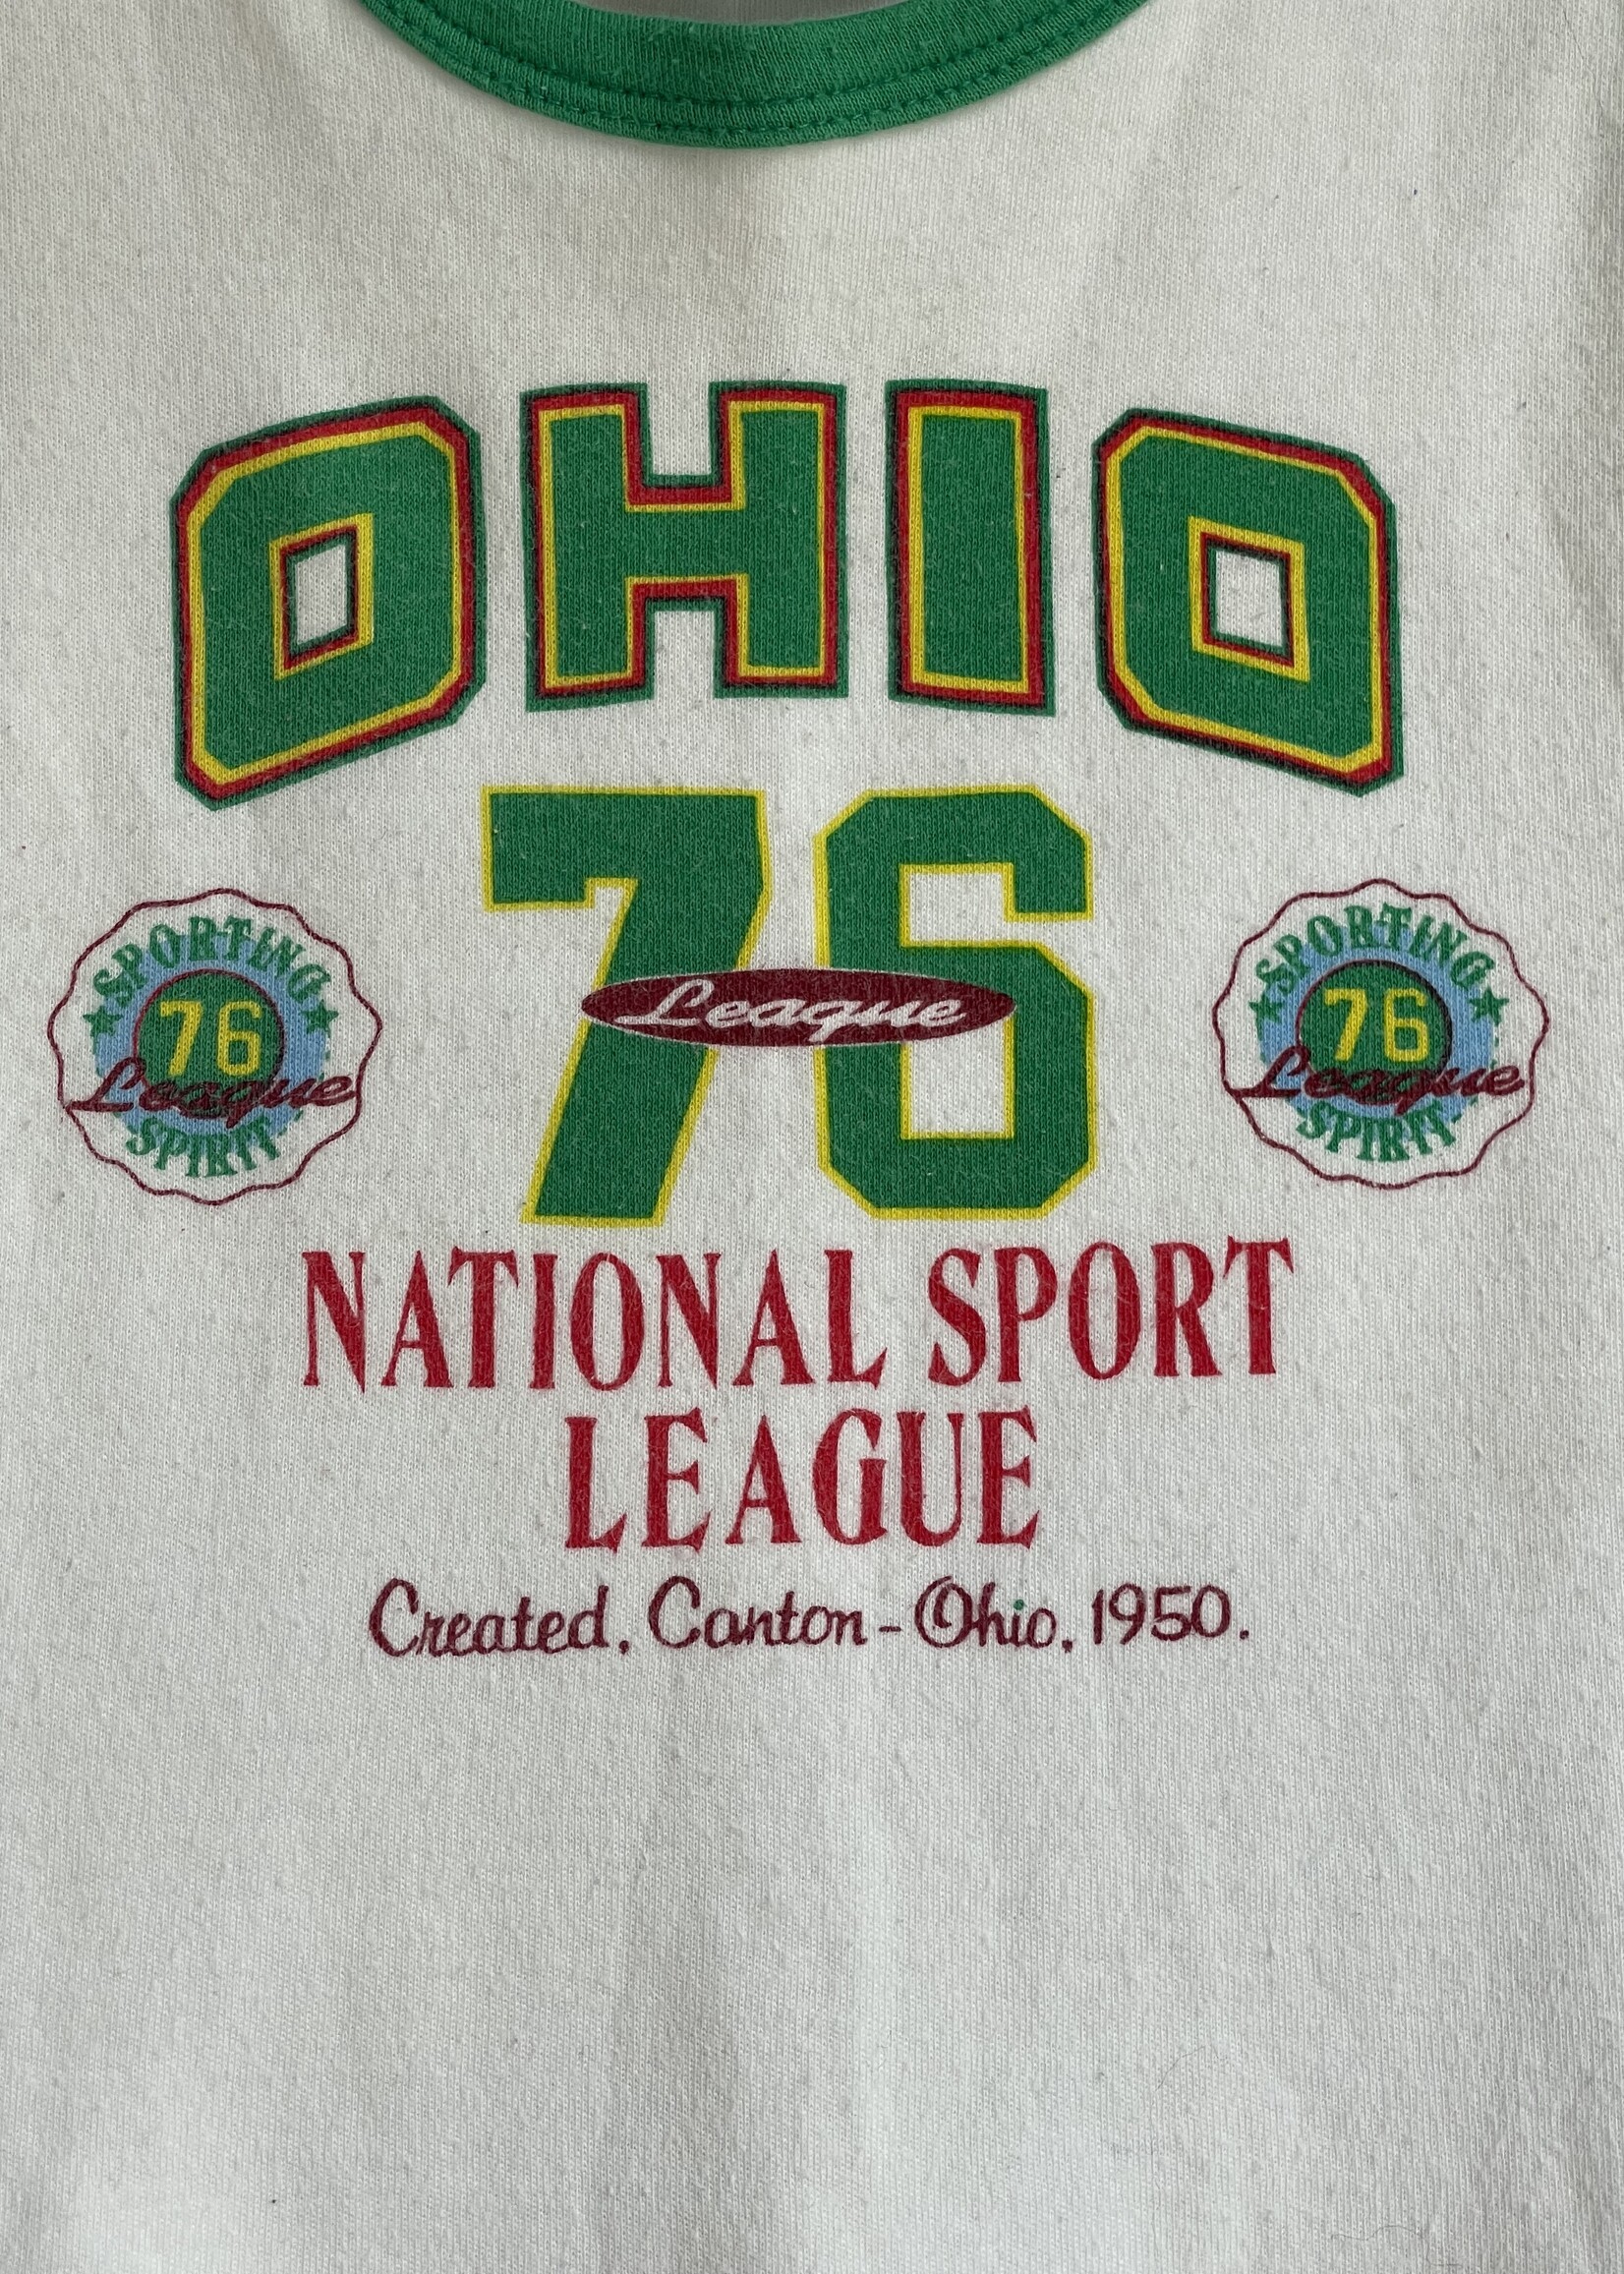 OHIO
76
League
SPORTING
76
League
SPIRIT
SPORTING
76
League
SPIRIT
NATIONAL SPORT
LEAGUE
Created, Canton-Ohio, 1950.